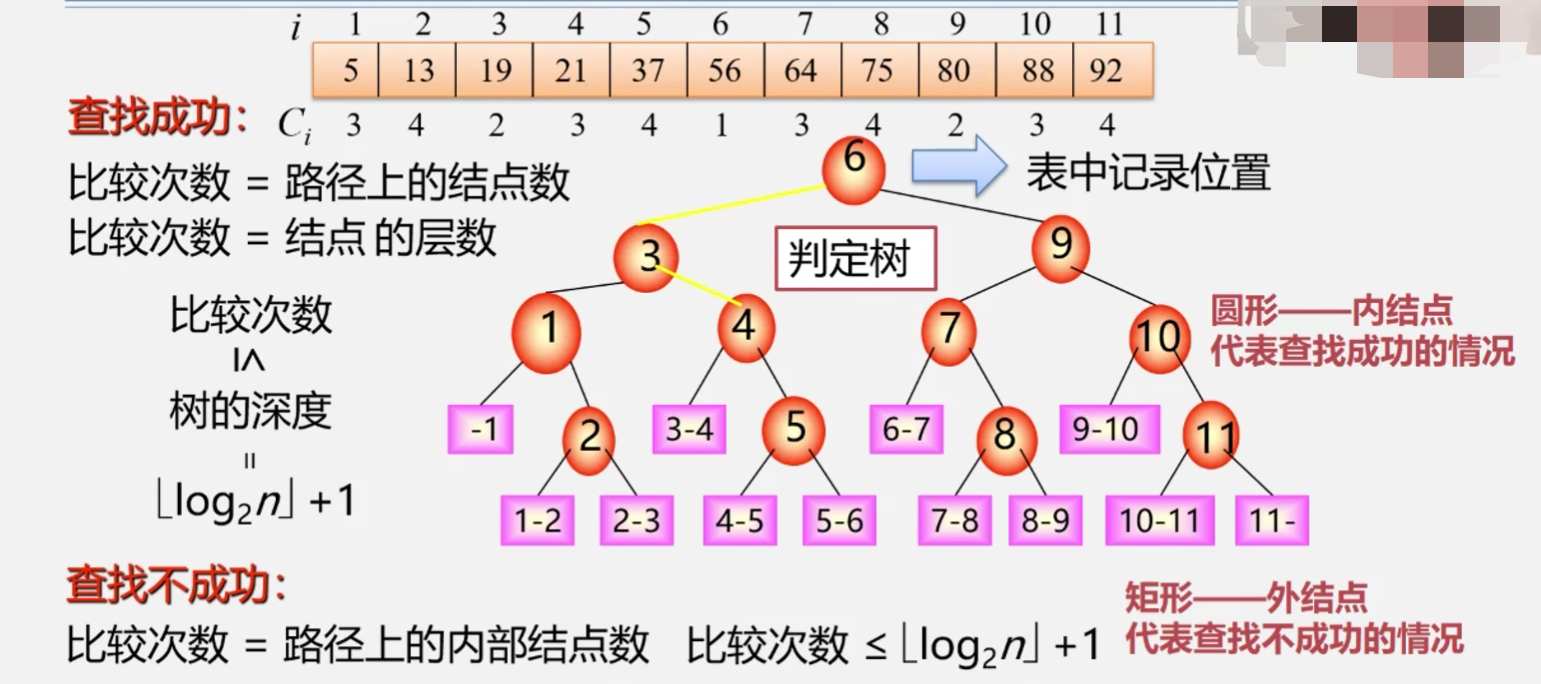 i 1 2 3 4 5 6 7 8 9 10 11
5 13 19 21 37 56 64 75 80 88 92
查找成功： Ci 3 4 2 3 4 1 3 4 2 3 4
比较次数 = 路径上的结点数
比较次数 = 结点 的层数
6
表中记录位置
3
判定树
9
比较次数
≤
树的深度
=
⌊log₂n⌋ +1
1
4
7
10
圆形——内结点
代表查找成功的情况
-1
2
3-4
5
6-7
8
9-10
11
1-2
2-3
4-5
5-6
7-8
8-9
10-11
11-
查找不成功：
比较次数 = 路径上的内部结点数 比较次数 ≤ ⌊log₂n⌋ +1
矩形——外结点
代表查找不成功的情况